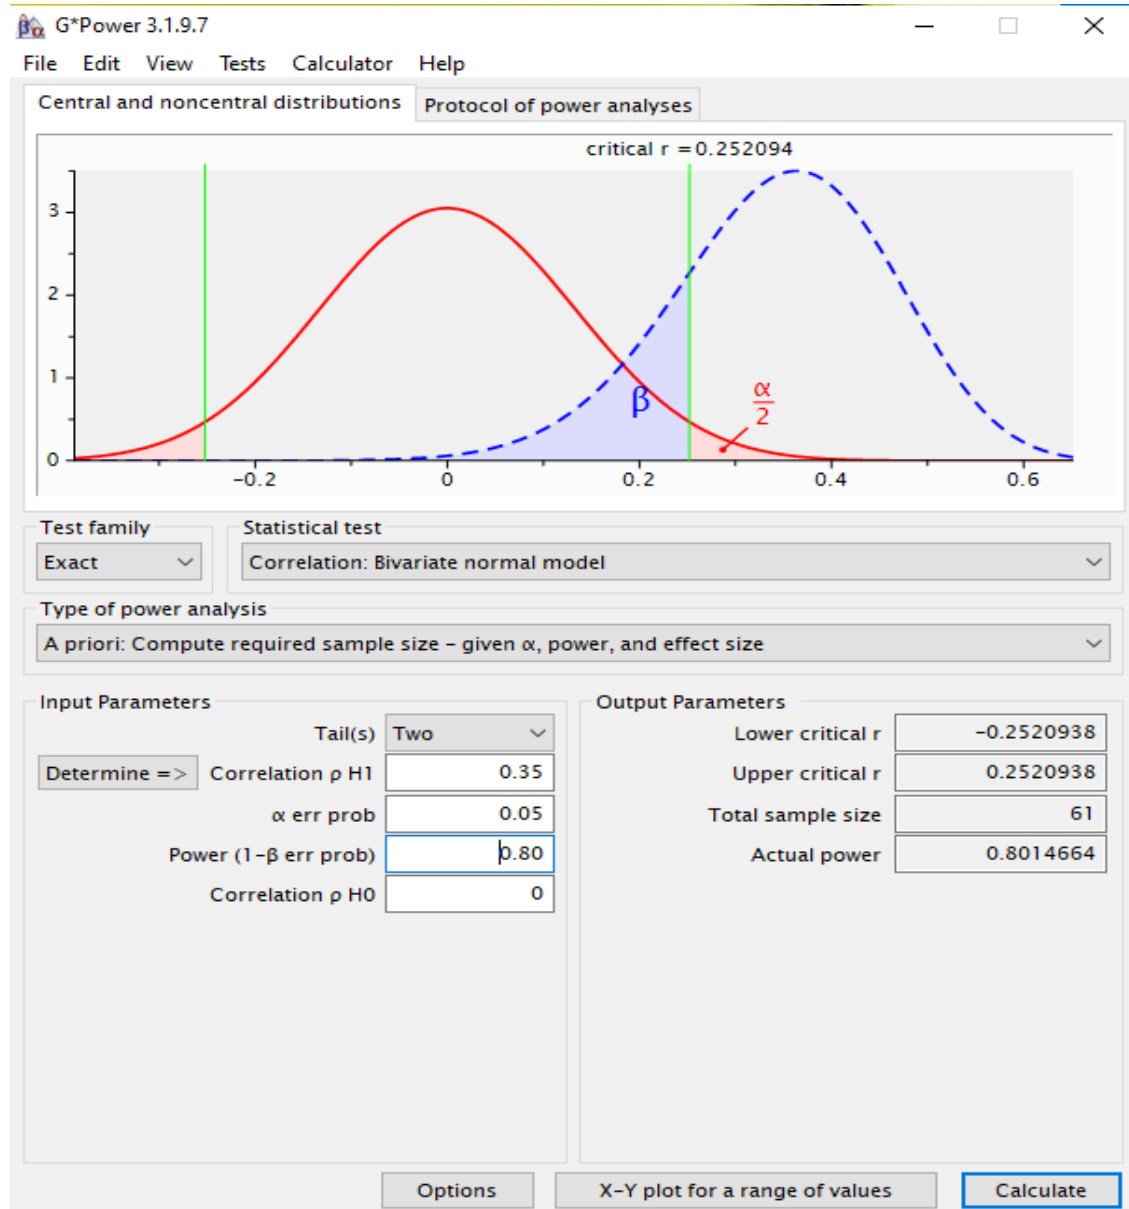 G*Power 3.1.9.7
File Edit View Tests Calculator Help
Central and noncentral distributions Protocol of power analyses
critical r = 0.252094
3
2
1
0
β
α
2
-0.2 0 0.2 0.4 0.6
Test family Statistical test
Exact Correlation: Bivariate normal model
Type of power analysis
A priori: Compute required sample size – given α, power, and effect size
Input Parameters
Tail(s) Two
Determine => Correlation ρ H1 0.35
α err prob 0.05
Power (1-β err prob) 0.80
Correlation ρ H0 0
Output Parameters
Lower critical r -0.2520938
Upper critical r 0.2520938
Total sample size 61
Actual power 0.8014664
Options X-Y plot for a range of values Calculate